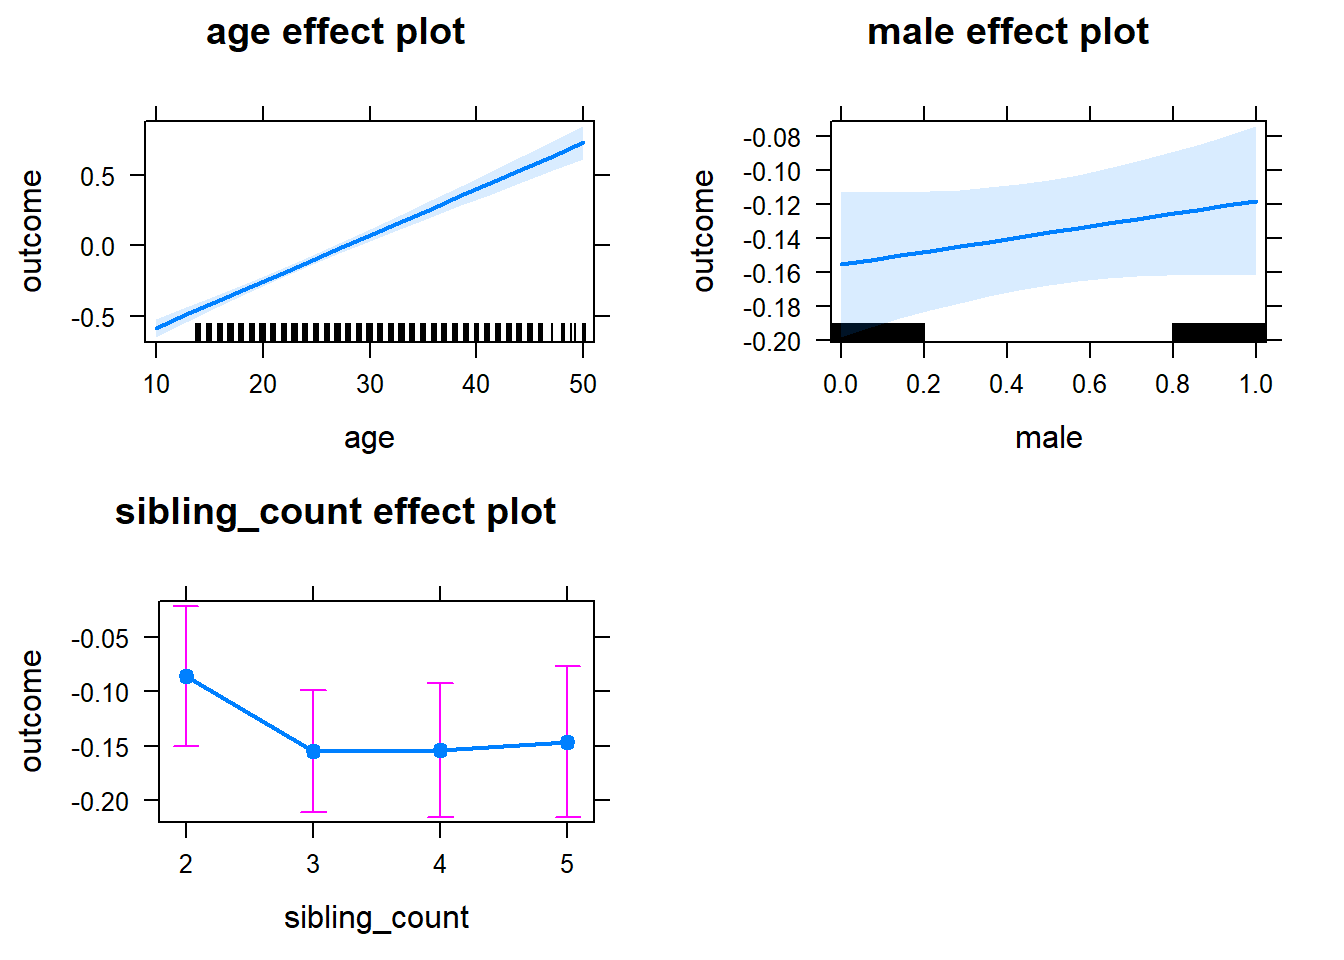 age effect plot
outcome
0.5
0.0
-0.5
10 20 30 40 50
age
male effect plot
outcome
-0.08
-0.10
-0.12
-0.14
-0.16
-0.18
-0.20
0.0 0.2 0.4 0.6 0.8 1.0
male
sibling_count effect plot
outcome
-0.05
-0.10
-0.15
-0.20
2 3 4 5
sibling_count